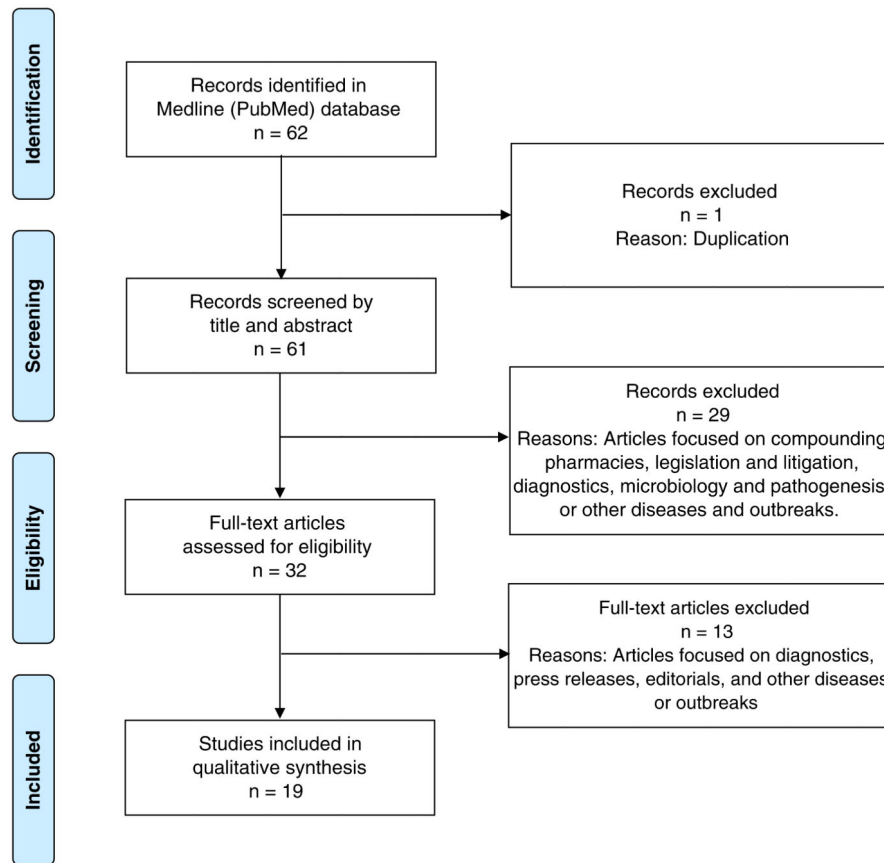 Identification
Records identified in
Medline (PubMed) database
n = 62
Records excluded
n = 1
Reason: Duplication
Screening
Records screened by
title and abstract
n = 61
Records excluded
n = 29
Reasons: Articles focused on compounding
pharmacies, legislation and litigation,
diagnostics, microbiology and pathogenesis
or other diseases and outbreaks.
Eligibility
Full-text articles
assessed for eligibility
n = 32
Full-text articles excluded
n = 13
Reasons: Articles focused on diagnostics,
press releases, editorials, and other diseases
or outbreaks
Included
Studies included in
qualitative synthesis
n = 19